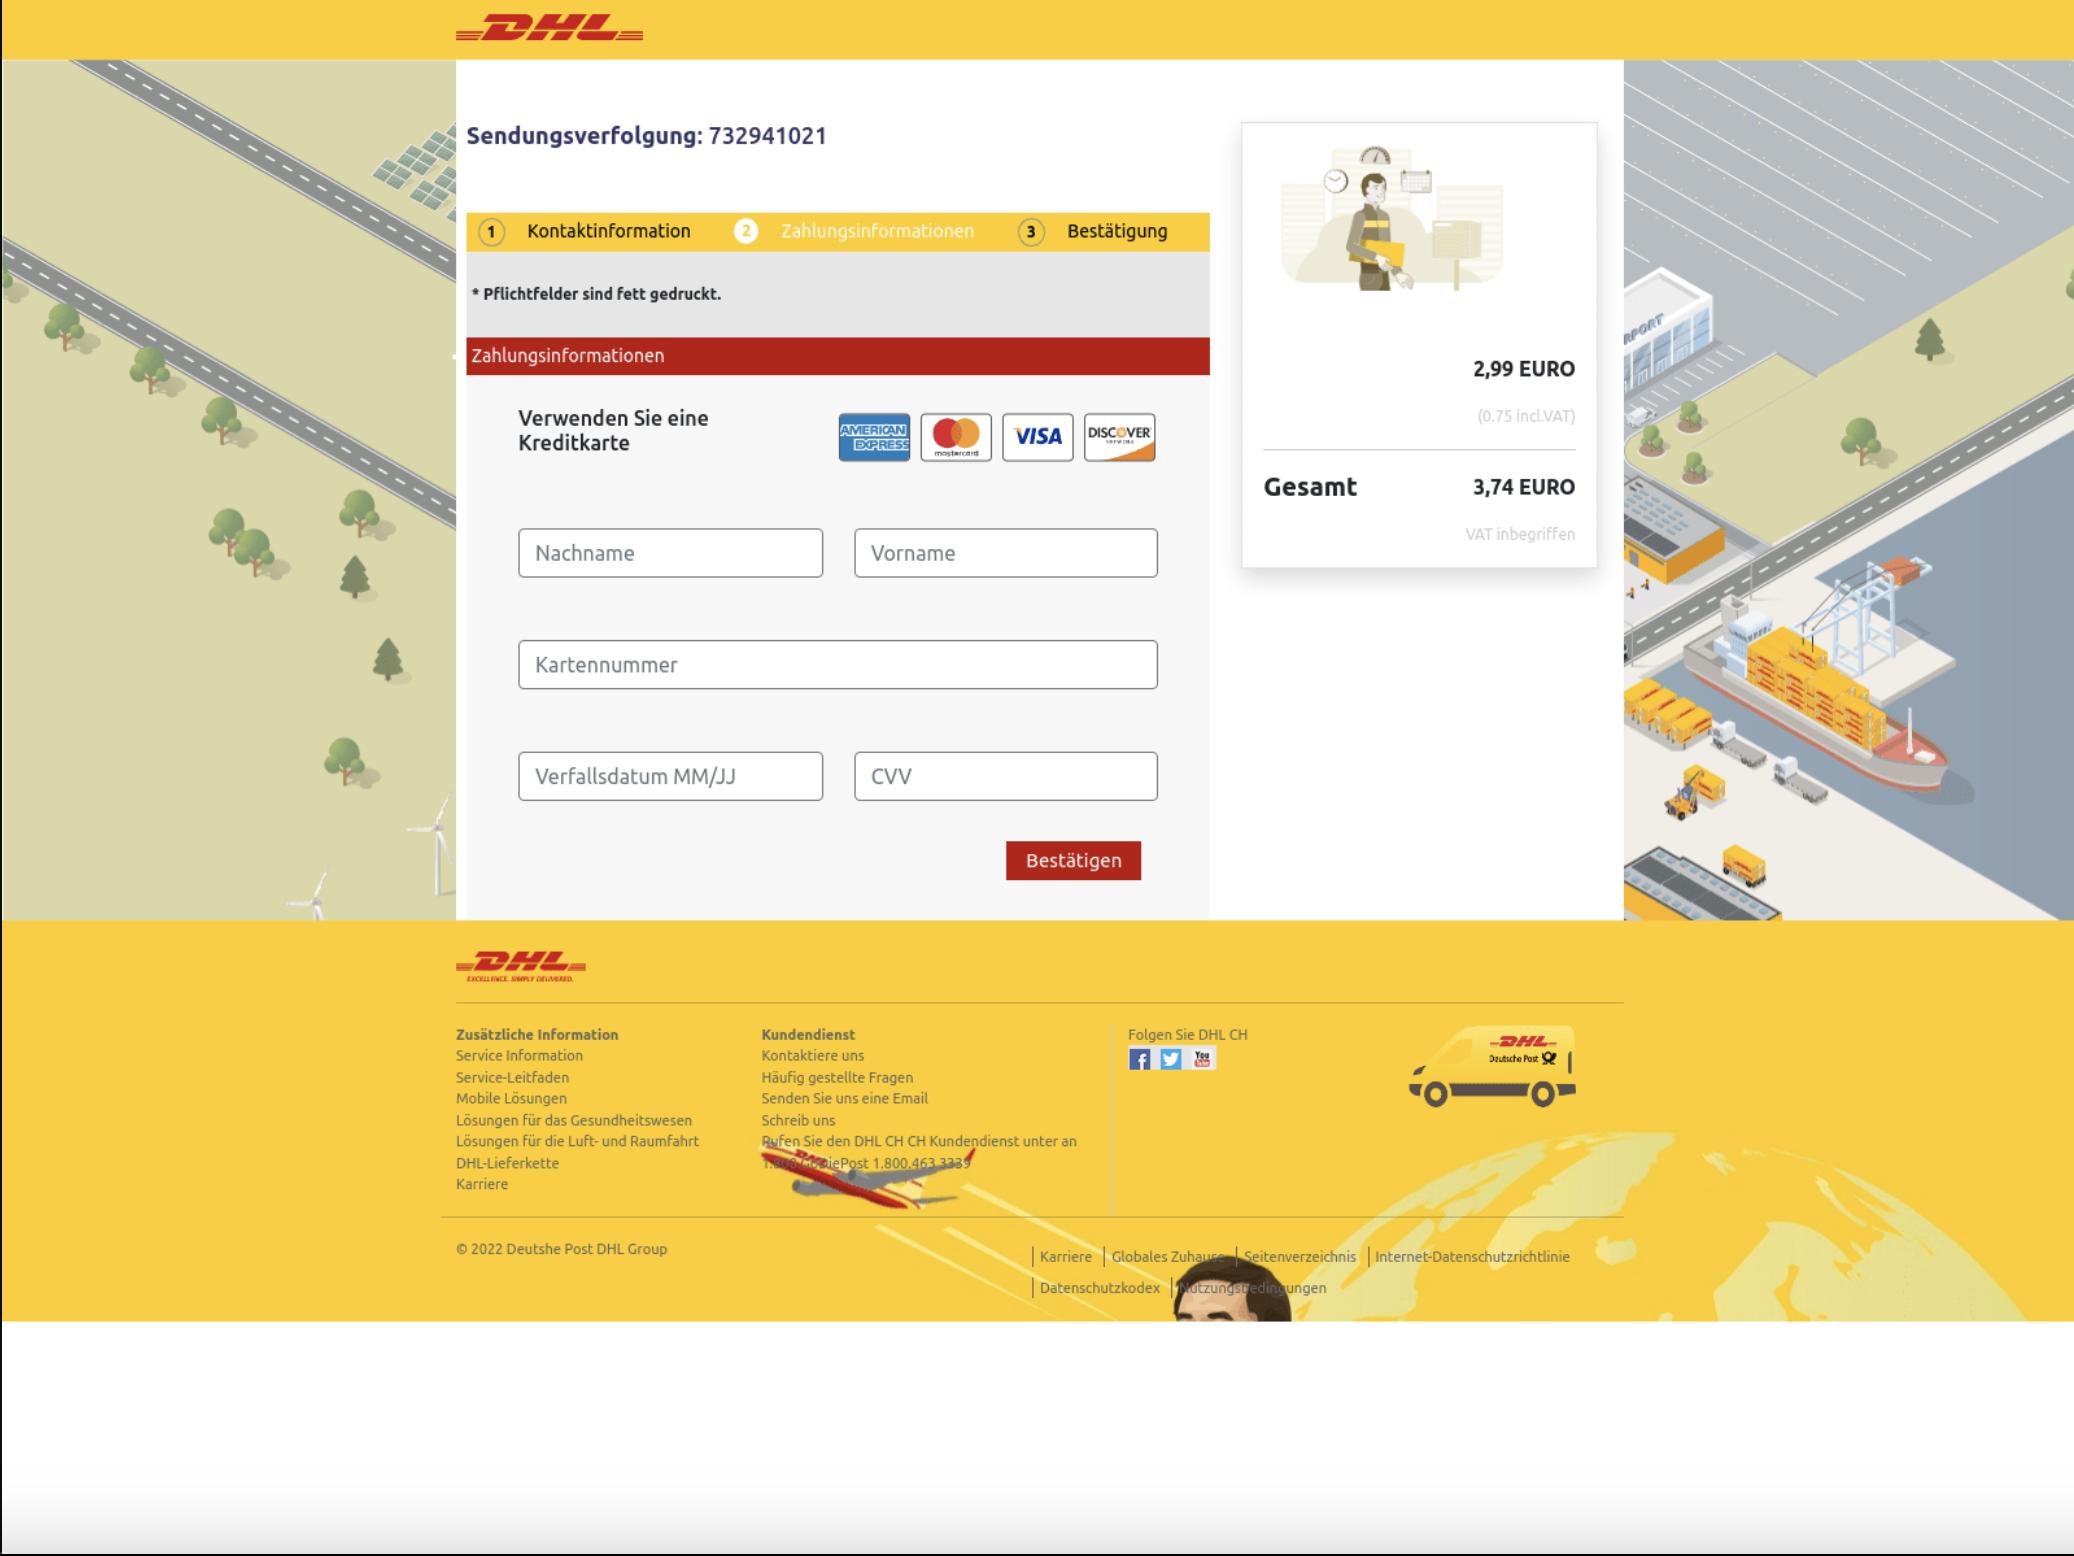 DHL
Sendungsverfolgung: 732941021
1 Kontaktinformation 2 Zahlungsinformationen 3 Bestätigung
* Pflichtfelder sind fett gedruckt.
Zahlungsinformationen
Verwenden Sie eine
Kreditkarte
AMERICAN
EXPRESS
mastercard
VISA
DISCOVER
NETWORK
Nachname
Vorname
Kartennummer
Verfallsdatum MM/JJ
CVV
Bestätigen
2,99 EURO
(0.75 incl.VAT)
Gesamt 3,74 EURO
VAT inbegriffen
RPORT
DHL
EXCELLENCE. SIMPLY DELIVERED.
Zusätzliche Information
Service Information
Service-Leitfaden
Mobile Lösungen
Lösungen für das Gesundheitswesen
Lösungen für die Luft- und Raumfahrt
DHL-Lieferkette
Karriere
Kundendienst
Kontaktiere uns
Häufig gestellte Fragen
Senden Sie uns eine Email
Schreib uns
Rufen Sie den DHL CH CH Kundendienst unter an
1.800.463.3339
Folgen Sie DHL CH
You
Tube
DHL
Deutsche Post
© 2022 Deutshe Post DHL Group
Karriere Globales Zuhause Seitenverzeichnis Internet-Datenschutzrichtlinie
Datenschutzkodex Nutzungsbedingungen